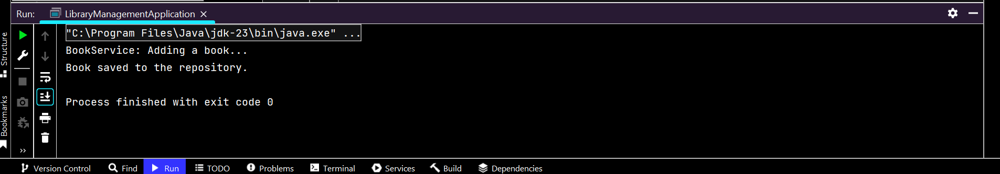 Run: LibraryManagementApplication
"C:\Program Files\Java\jdk-23\bin\java.exe" ...
BookService: Adding a book...
Book saved to the repository.
Process finished with exit code 0
Structure
Bookmarks
Version Control Find Run TODO Problems Terminal Services Build Dependencies